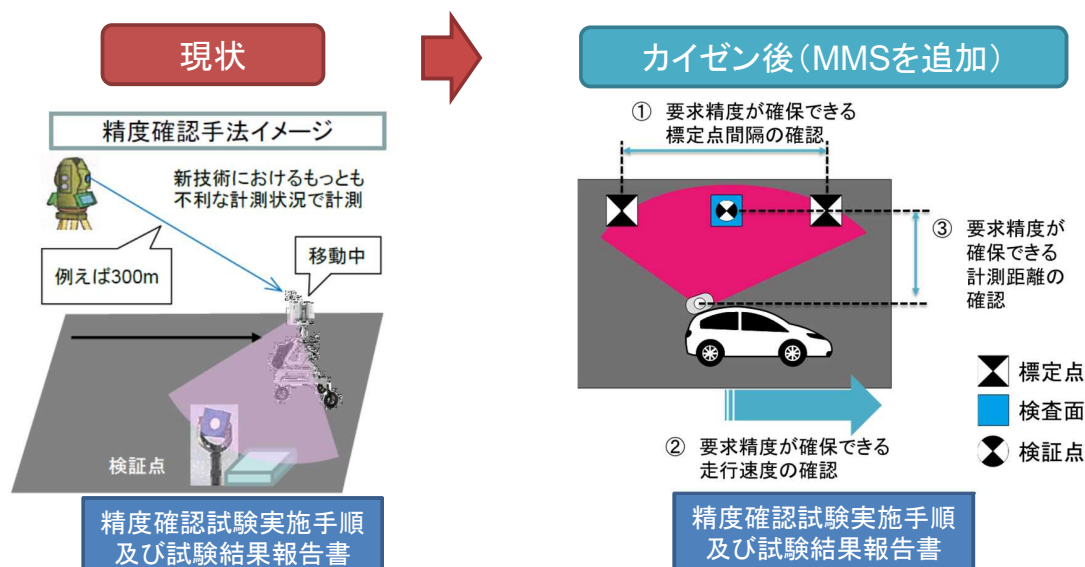 現状
カイゼン後（MMSを追加）
精度確認手法イメージ
新技術におけるもっとも
不利な計測状況で計測
例えば300m
移動中
検証点
精度確認試験実施手順
及び試験結果報告書
① 要求精度が確保できる
標定点間隔の確認
③ 要求精度が
確保できる
計測距離の
確認
標定点
検査面
検証点
② 要求精度が確保できる
走行速度の確認
精度確認試験実施手順
及び試験結果報告書